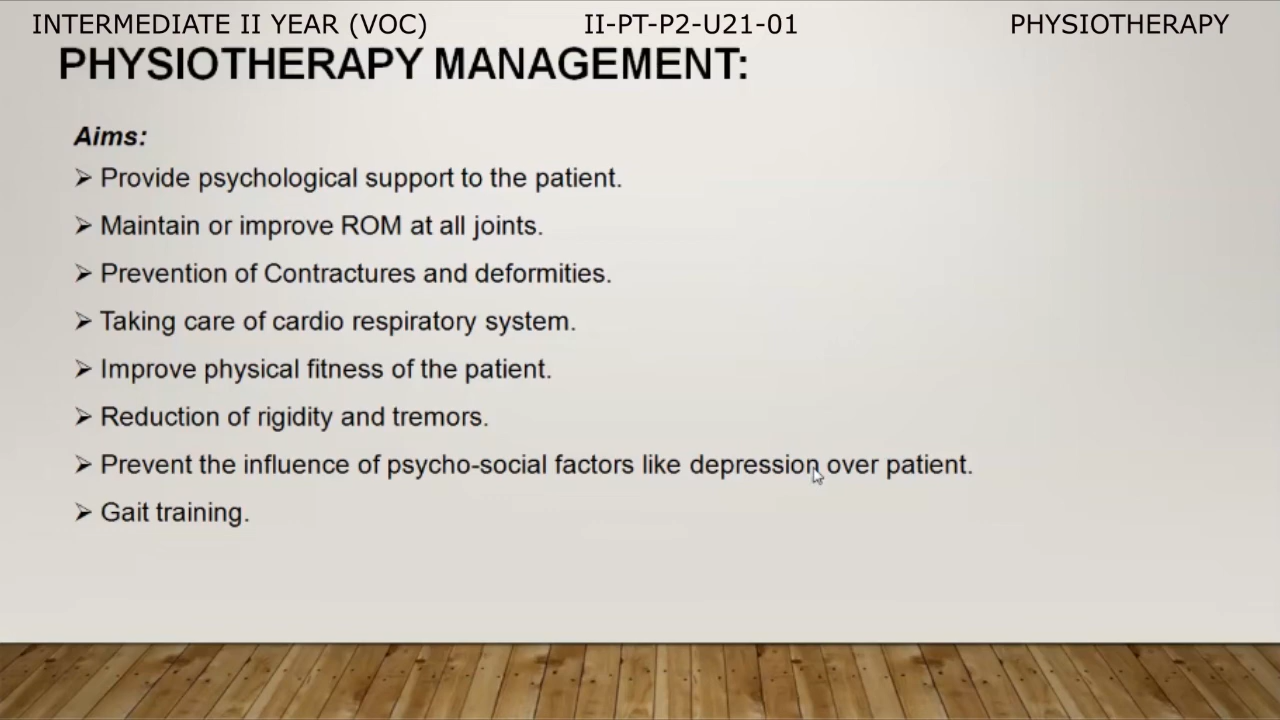 INTERMEDIATE II YEAR (VOC) II-PT-P2-U21-01 PHYSIOTHERAPY
PHYSIOTHERAPY MANAGEMENT:
Aims:
➢ Provide psychological support to the patient.
➢ Maintain or improve ROM at all joints.
➢ Prevention of Contractures and deformities.
➢ Taking care of cardio respiratory system.
➢ Improve physical fitness of the patient.
➢ Reduction of rigidity and tremors.
➢ Prevent the influence of psycho-social factors like depression over patient.
➢ Gait training.